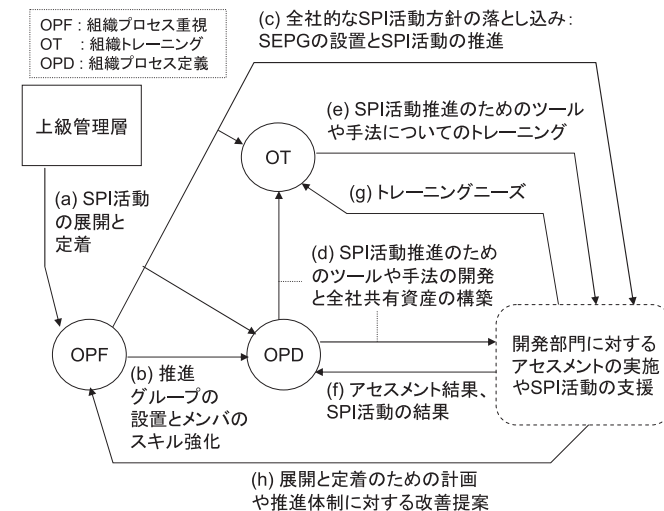 OPF : 組織プロセス重視
OT : 組織トレーニング
OPD : 組織プロセス定義
(c) 全社的なSPI活動方針の落とし込み:
SEPGの設置とSPI活動の推進
上級管理層
(e) SPI活動推進のためのツール
や手法についてのトレーニング
OT
(g) トレーニングニーズ
(a) SPI活動
の展開と
定着
(d) SPI活動推進のため
のツールや手法の開発
と全社共有資産の構築
OPF
OPD
開発部門に対する
アセスメントの実施
やSPI活動の支援
(b) 推進
グループの
設置とメンバの
スキル強化
(f) アセスメント結果、
SPI活動の結果
(h) 展開と定着のための計画
や推進体制に対する改善提案